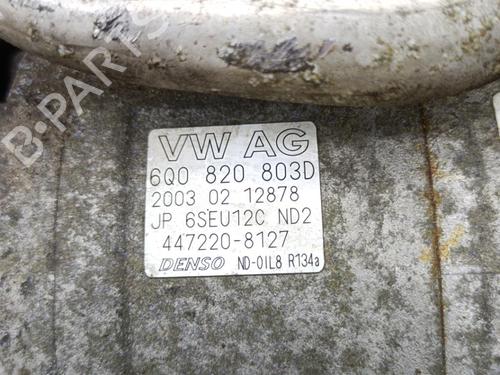 B-PARTS
VW AG
6Q0 820 803D
2003 02 12878
JP 6SEU12C ND2
447220-8127
DENSO ND-OIL8 R134a